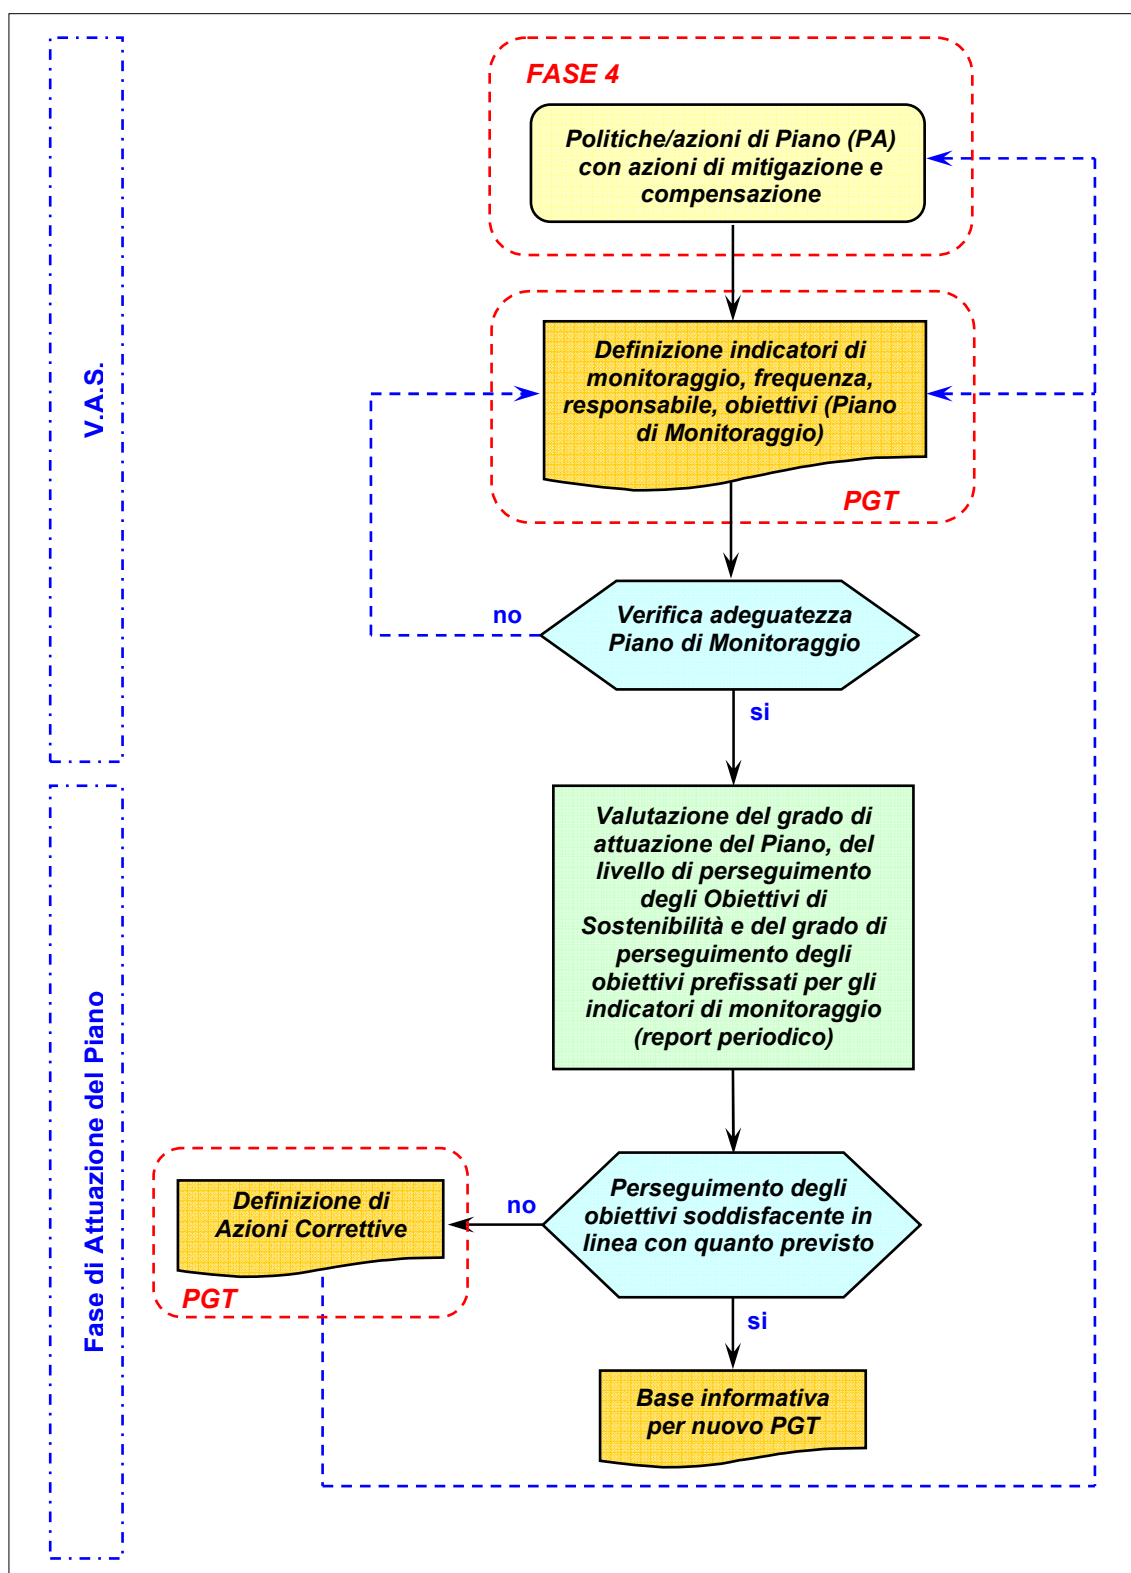 FASE 4
Politiche/azioni di Piano (PA)
con azioni di mitigazione e
compensazione
V.A.S.
Definizione indicatori di
monitoraggio, frequenza,
responsabile, obiettivi (Piano
di Monitoraggio)
PGT
no
Verifica adeguatezza
Piano di Monitoraggio
si
Fase di Attuazione del Piano
Valutazione del grado di
attuazione del Piano, del
livello di perseguimento
degli Obiettivi di
Sostenibilità e del grado di
perseguimento degli
obiettivi prefissati per gli
indicatori di monitoraggio
(report periodico)
Definizione di
Azioni Correttive
PGT
no
Perseguimento degli
obiettivi soddisfacente in
linea con quanto previsto
si
Base informativa
per nuovo PGT